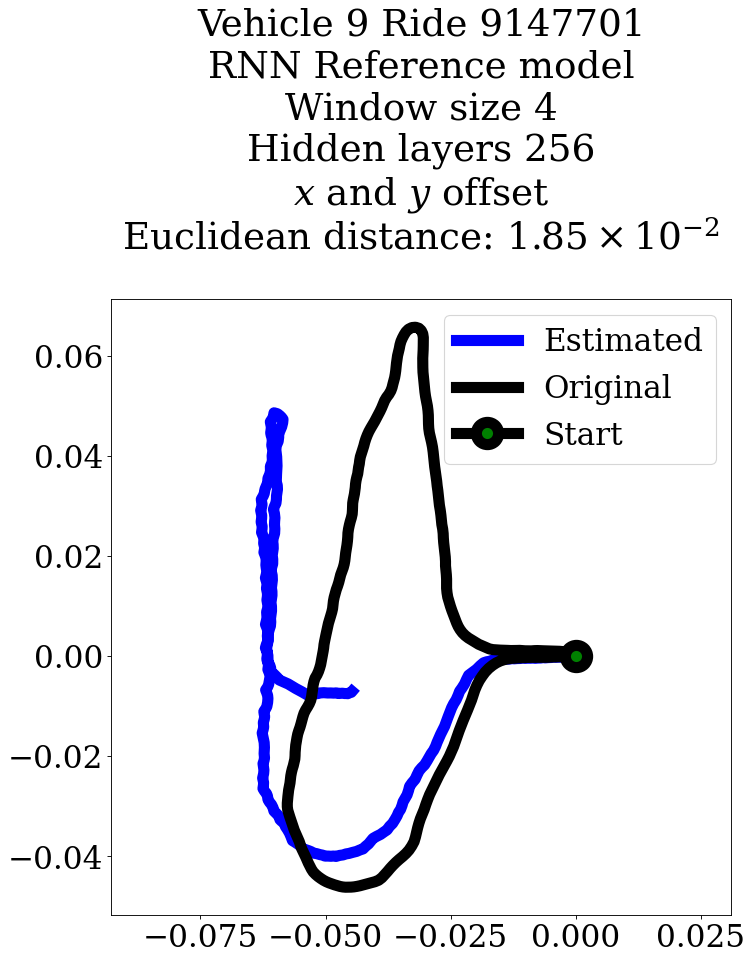 Vehicle 9 Ride 9147701
RNN Reference model
Window size 4
Hidden layers 256
x and y offset
Euclidean distance: 1.85 × 10⁻²
Estimated
Original
Start
0.06
0.04
0.02
0.00
−0.02
−0.04
−0.075 −0.050 −0.025 0.000 0.025